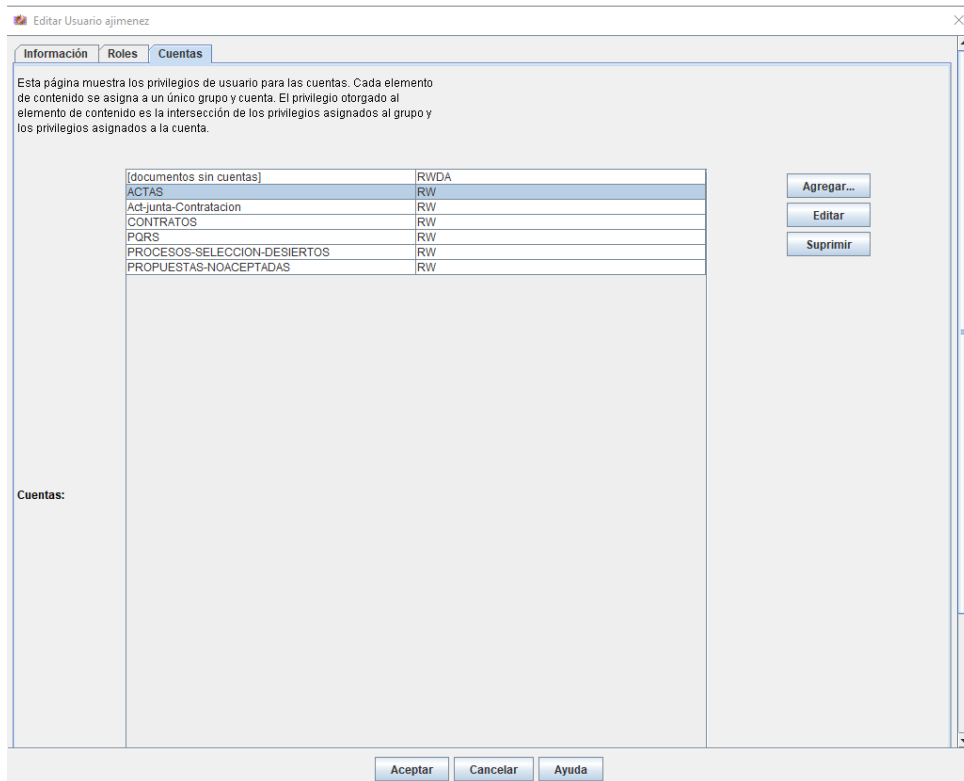 Editar Usuario ajimenez
Información Roles Cuentas
Esta página muestra los privilegios de usuario para las cuentas. Cada elemento
de contenido se asigna a un único grupo y cuenta. El privilegio otorgado al
elemento de contenido es la intersección de los privilegios asignados al grupo y
los privilegios asignados a la cuenta.
[documentos sin cuentas] RWDA
ACTAS RW
Act-junta-Contratacion RW
CONTRATOS RW
PQRS RW
PROCESOS-SELECCION-DESIERTOS RW
PROPUESTAS-NOACEPTADAS RW
Agregar...
Editar
Suprimir
Cuentas:
Aceptar Cancelar Ayuda